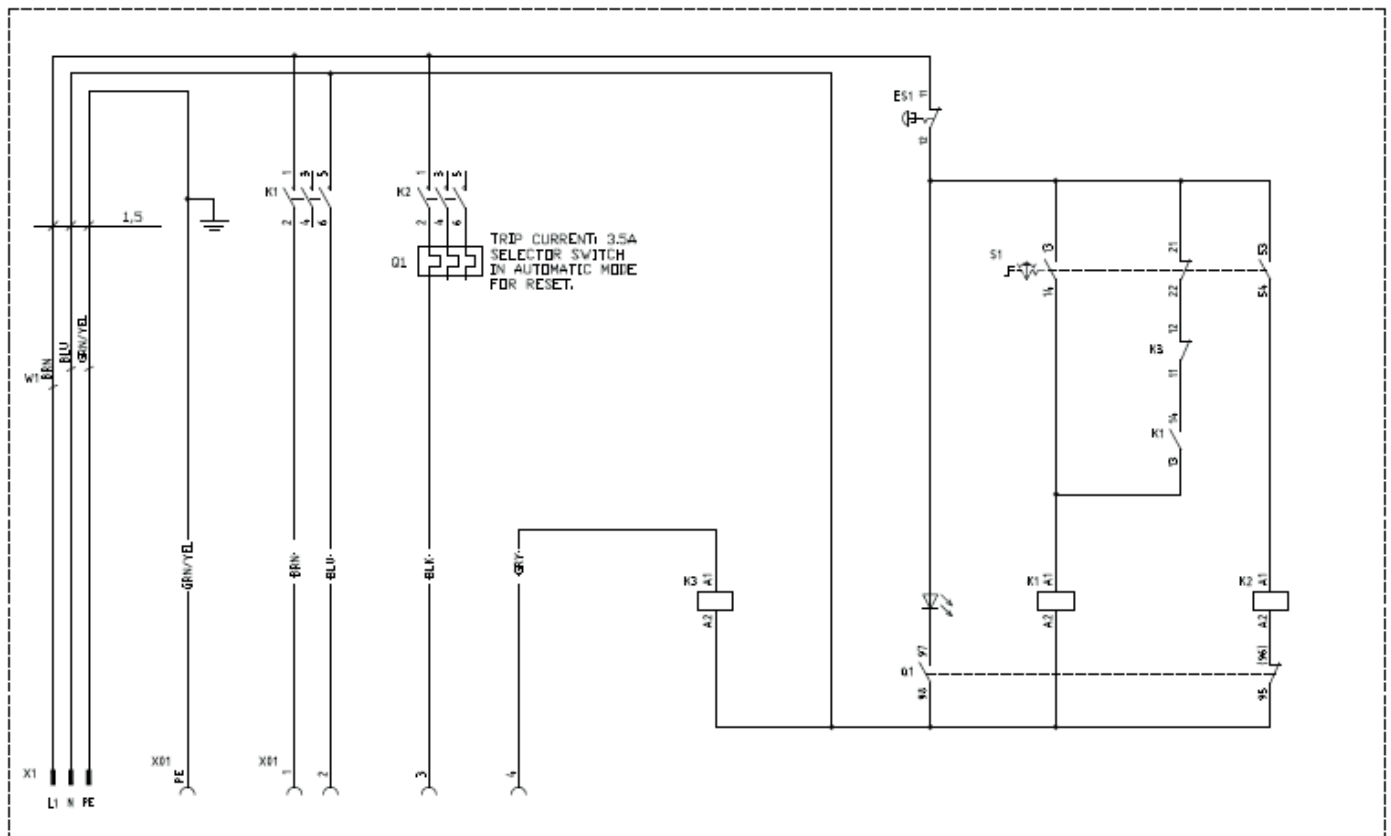 ES1 11
12
K1 1 3 5
2 4 6
K2 1 3 5
2 4 6
1,5
Q1
TRIP CURRENT: 3.5A
SELECTOR SWITCH
IN AUTOMATIC MODE
FOR RESET.
S1 13 21 53
14 22 54
12
K3
11
14
K1
13
W1 BRN BLU GRN/YEL
GRN/YEL BRN BLU BLK GRY
K3 A1
A2
K1 A1
A2
K2 A1
A2
97 (96)
Q1
98 95
X1
L1 N PE
X01 PE
X01 1 2 3 4